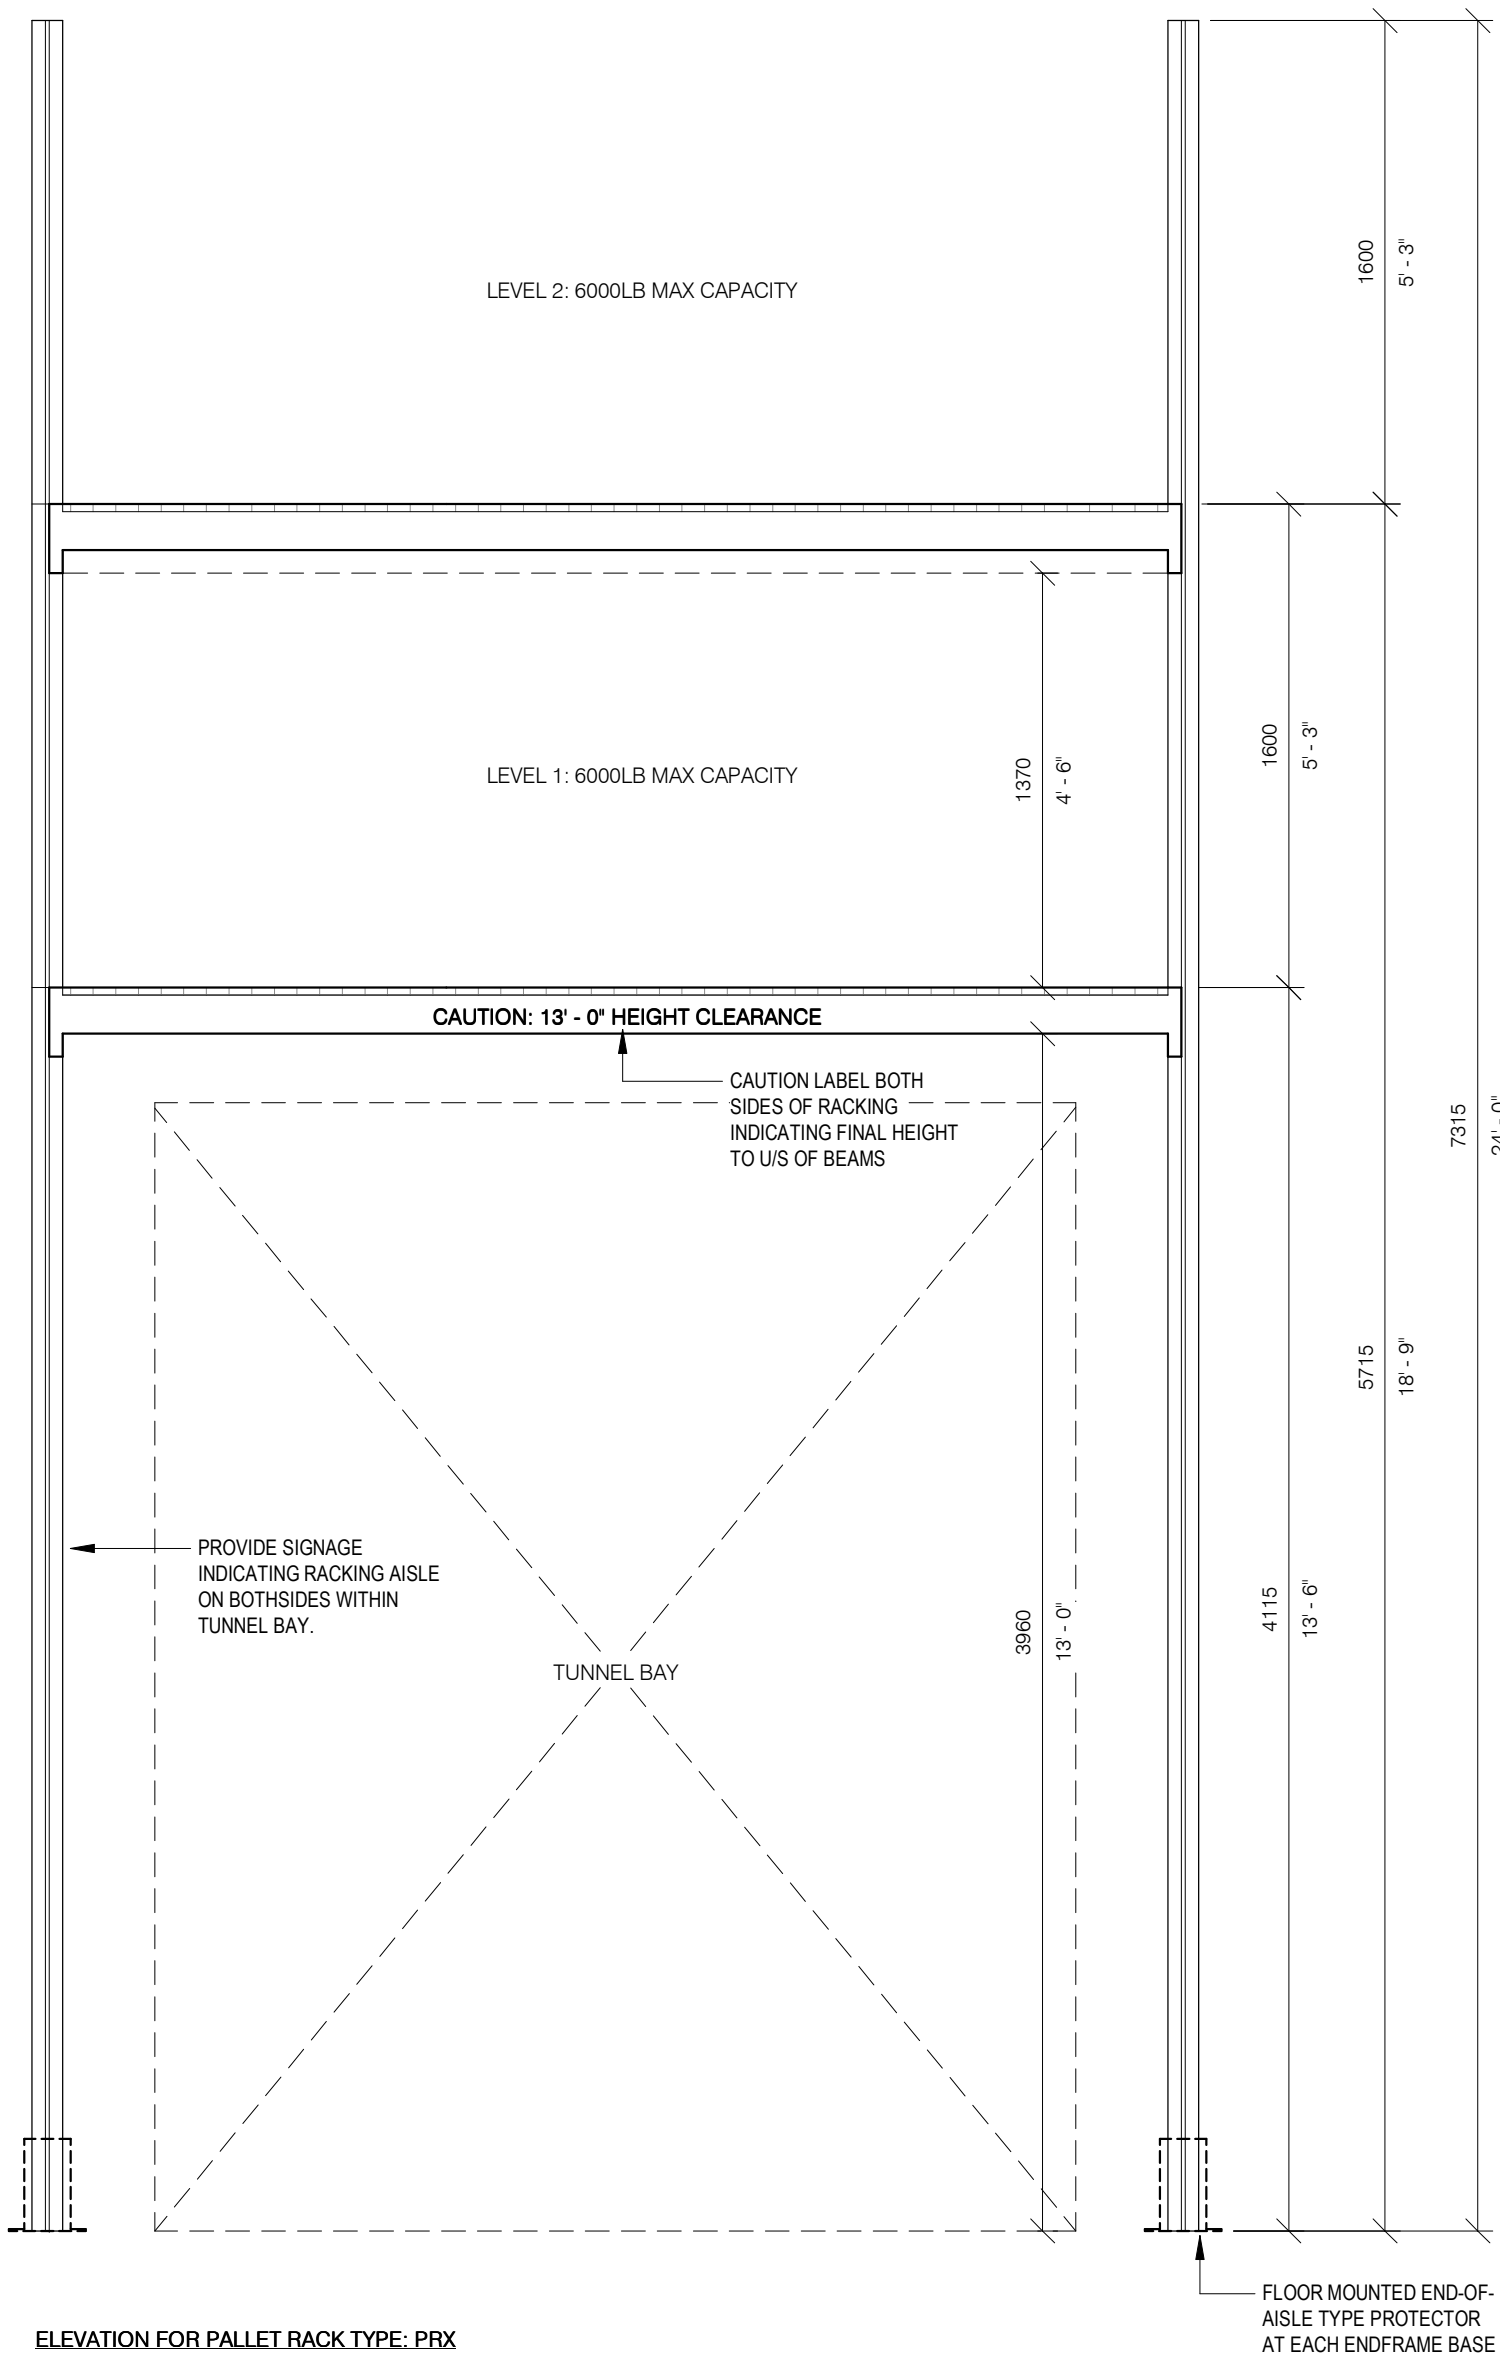 1600
5' - 3"
LEVEL 2: 6000LB MAX CAPACITY
1600
5' - 3"
LEVEL 1: 6000LB MAX CAPACITY
1370
4' - 6"
CAUTION: 13' - 0" HEIGHT CLEARANCE
CAUTION LABEL BOTH
SIDES OF RACKING
INDICATING FINAL HEIGHT
TO U/S OF BEAMS
7315
24' - 0"
5715
18' - 9"
PROVIDE SIGNAGE
INDICATING RACKING AISLE
ON BOTHSIDES WITHIN
TUNNEL BAY.
4115
13' - 6"
3960
13' - 0"
TUNNEL BAY
FLOOR MOUNTED END-OF-
AISLE TYPE PROTECTOR
AT EACH ENDFRAME BASE
ELEVATION FOR PALLET RACK TYPE: PRX